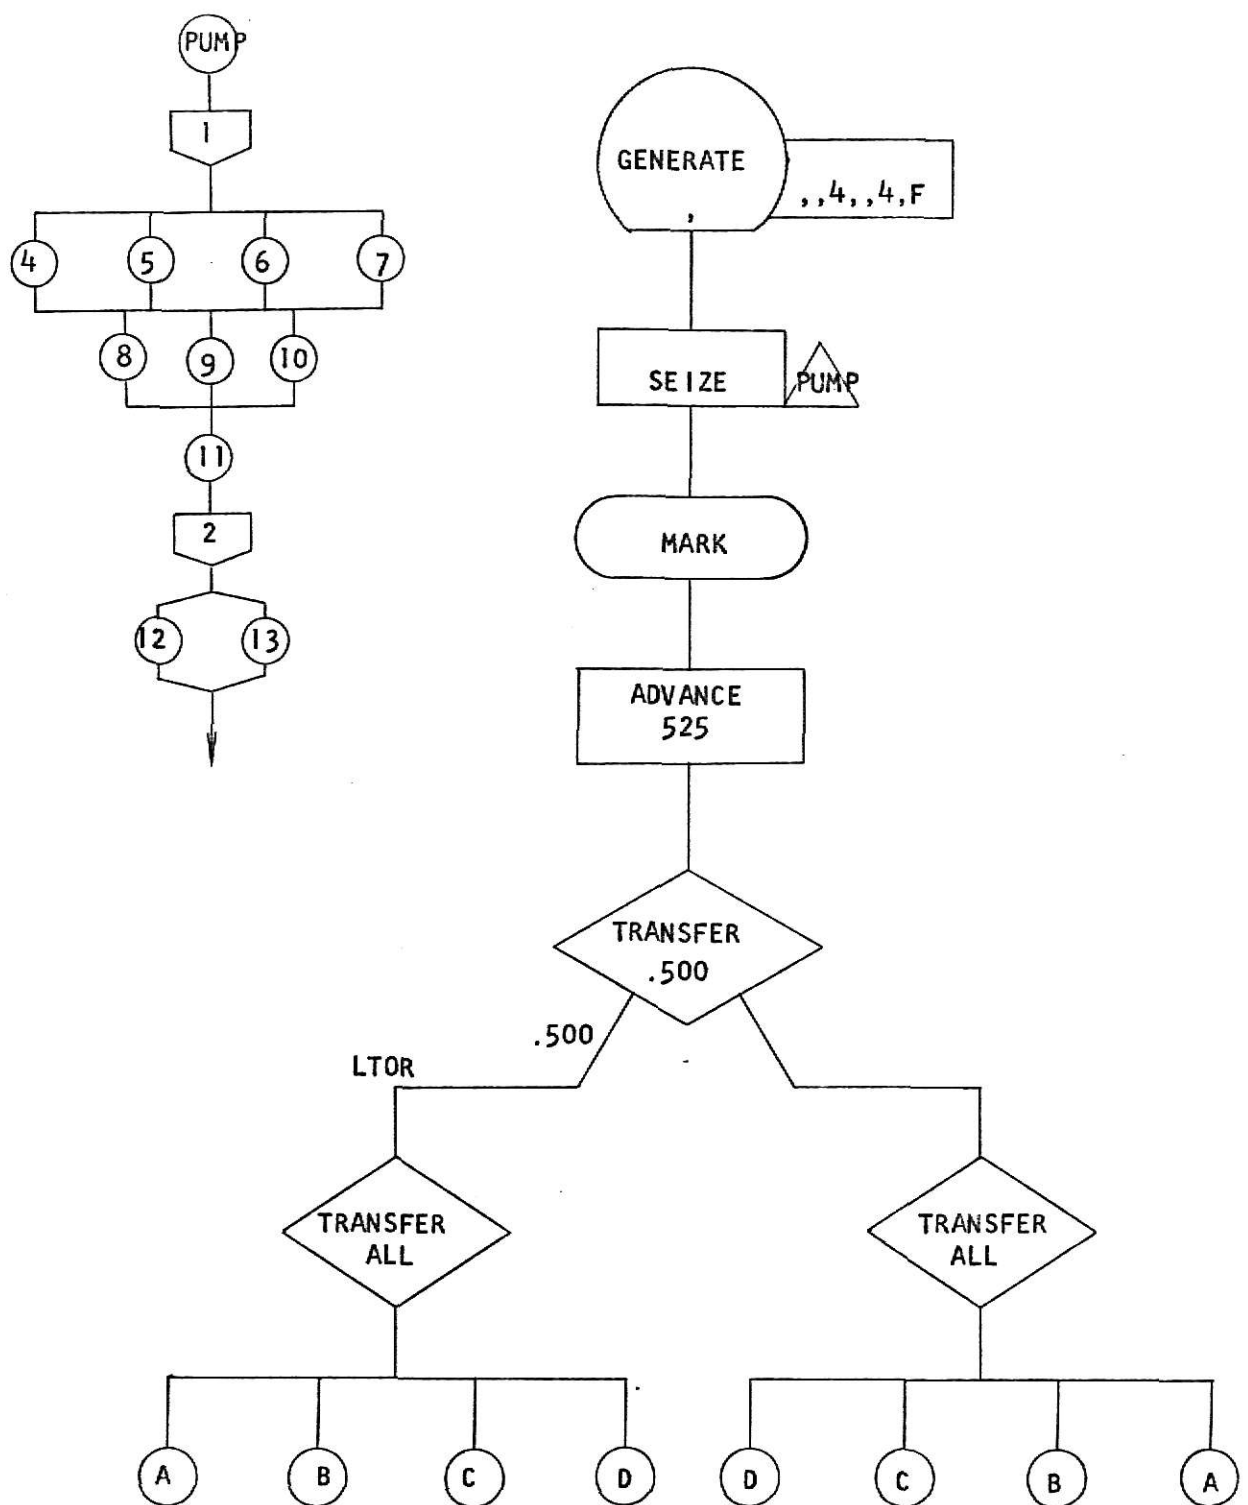 PUMP
1
4 5 6 7
8 9 10
11
2
12 13
GENERATE
,
,,4,,4,F
SEIZE
PUMP
MARK
ADVANCE
525
TRANSFER
.500
.500
LTOR
TRANSFER
ALL
A B C D
TRANSFER
ALL
D C B A